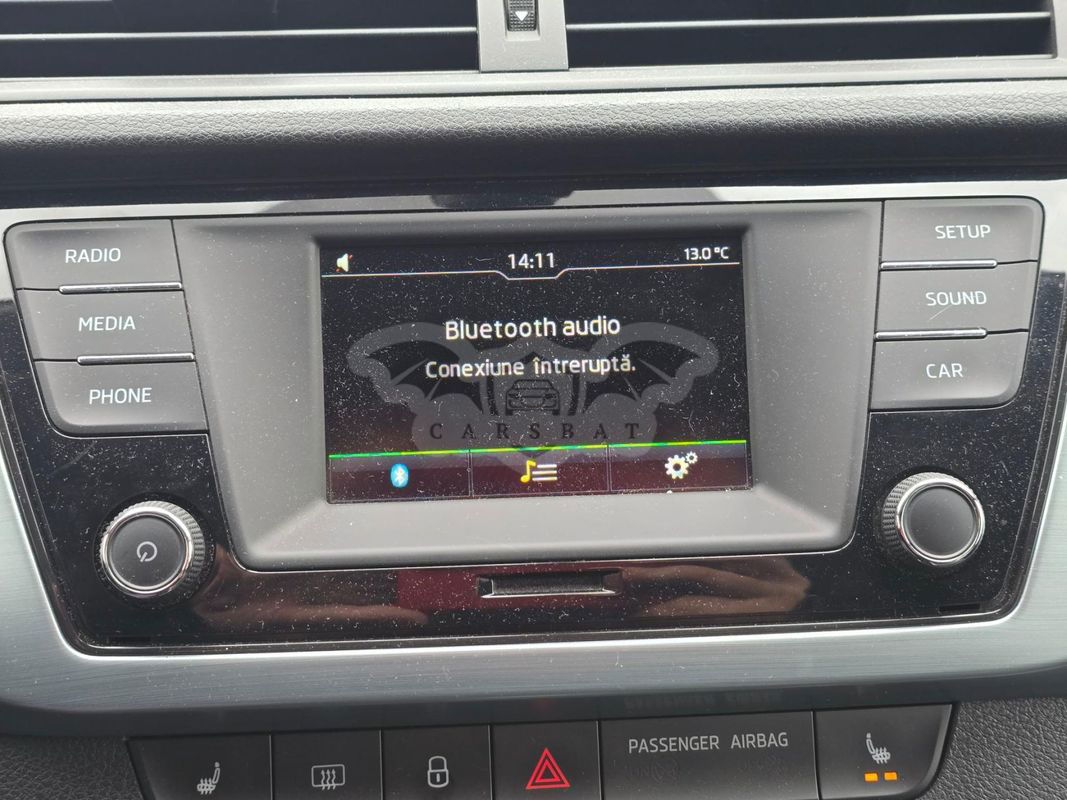 RADIO
MEDIA
PHONE
14:11
13.0°C
Bluetooth audio
Conexiune întreruptă.
CARSBAT
SETUP
SOUND
CAR
PASSENGER AIRBAG